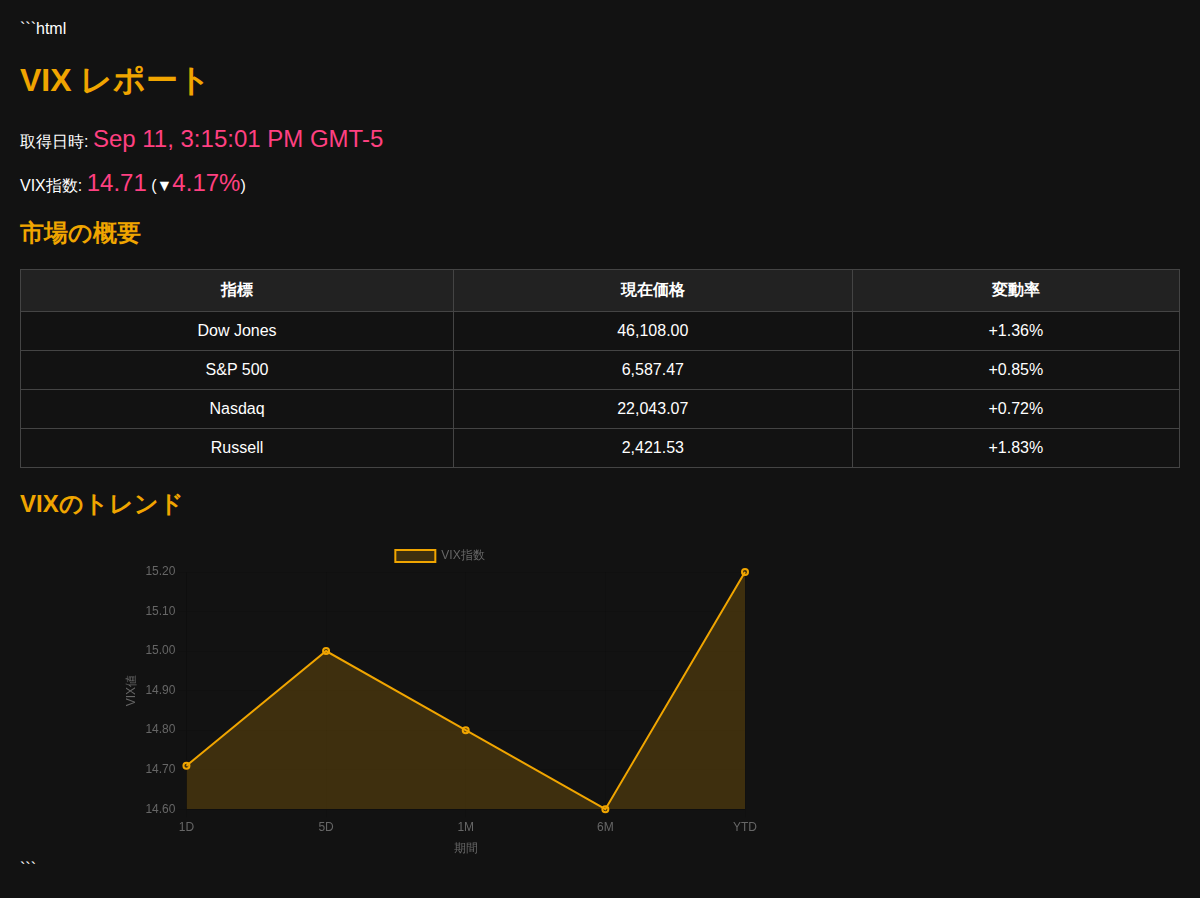 ```html
VIX レポート
取得日時: Sep 11, 3:15:01 PM GMT-5
VIX指数: 14.71 (▼4.17%)
市場の概要
指標 現在価格 変動率
Dow Jones 46,108.00 +1.36%
S&P 500 6,587.47 +0.85%
Nasdaq 22,043.07 +0.72%
Russell 2,421.53 +1.83%
VIXのトレンド
VIX指数
15.20
15.10
15.00
14.90
14.80
14.70
14.60
VIX値
1D 5D 1M 6M YTD
期間
```